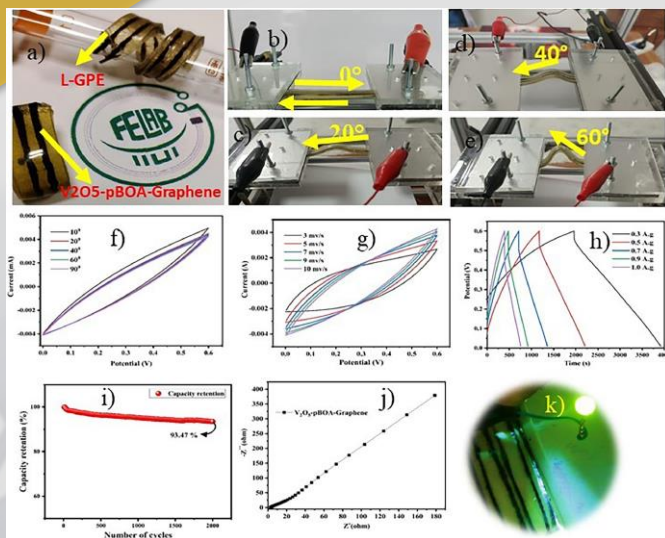 a)
L-GPE
FELAB
V2O5-pBOA-Graphene
b)
0°
c)
20°
d)
40°
e)
60°
f)
10°
20°
40°
60°
90°
Current (mA)
0.006
0.004
0.002
0.000
-0.002
-0.004
0.0 0.1 0.2 0.3 0.4 0.5 0.6
Potential (V)
g)
3 mv/s
5 mv/s
7 mv/s
9 mv/s
10 mv/s
Current (A)
0.006
0.004
0.002
0.000
-0.002
-0.004
0.0 0.1 0.2 0.3 0.4 0.5 0.6
Potential (V)
h)
0.3 A.g
0.5 A.g
0.7 A.g
0.9 A.g
1.0 A.g
Potential (V)
0.6
0.5
0.4
0.3
0.2
0.1
0.0
0 500 1000 1500 2000 2500 3000 3500 4000
Time (s)
i)
Capacity retention
93.47 %
Capacity retention (%)
100
80
60
0 500 1000 1500 2000
Number of cycles
j)
V2O5-pBOA-Graphene
-Z''(ohm)
400
350
300
250
200
150
100
50
0
0 20 40 60 80 100 120 140 160 180
Z'(ohm)
k)